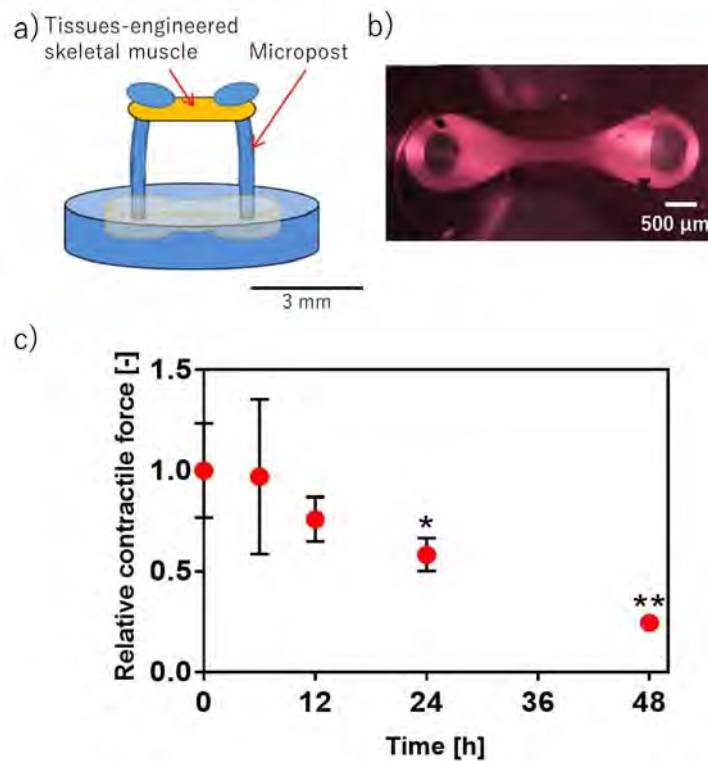 a)
Tissues-engineered
skeletal muscle
Micropost
3 mm
b)
500 μm
c)
Relative contractile force [-]
1.5
1.0
0.5
0.0
*
**
0
12
24
36
48
Time [h]